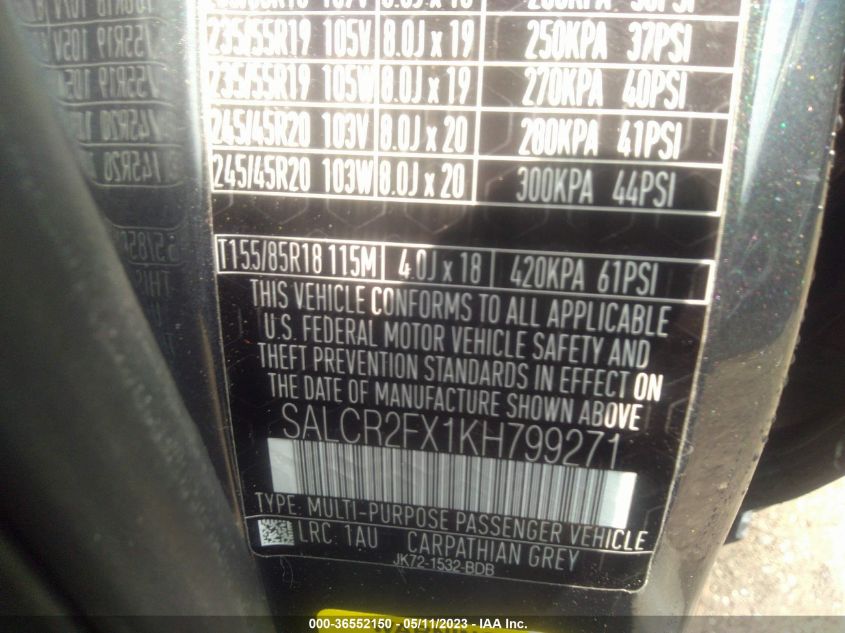 235/55R19 105V 8.0J x 19 250KPA 37PSI
235/55R19 105W 8.0J x 19 270KPA 40PSI
245/45R20 103V 8.0J x 20 280KPA 41PSI
245/45R20 103W 8.0J x 20 300KPA 44PSI
T155/85R18 115M 4.0J x 18 420KPA 61PSI
THIS VEHICLE CONFORMS TO ALL APPLICABLE
U.S. FEDERAL MOTOR VEHICLE SAFETY AND
THEFT PREVENTION STANDARDS IN EFFECT ON
THE DATE OF MANUFACTURE SHOWN ABOVE
SALCR2FX1KH799271
TYPE: MULTI-PURPOSE PASSENGER VEHICLE
LRC: 1AU CARPATHIAN GREY
JK72-1532-BDB
000-36552150 - 05/11/2023 - IAA Inc.